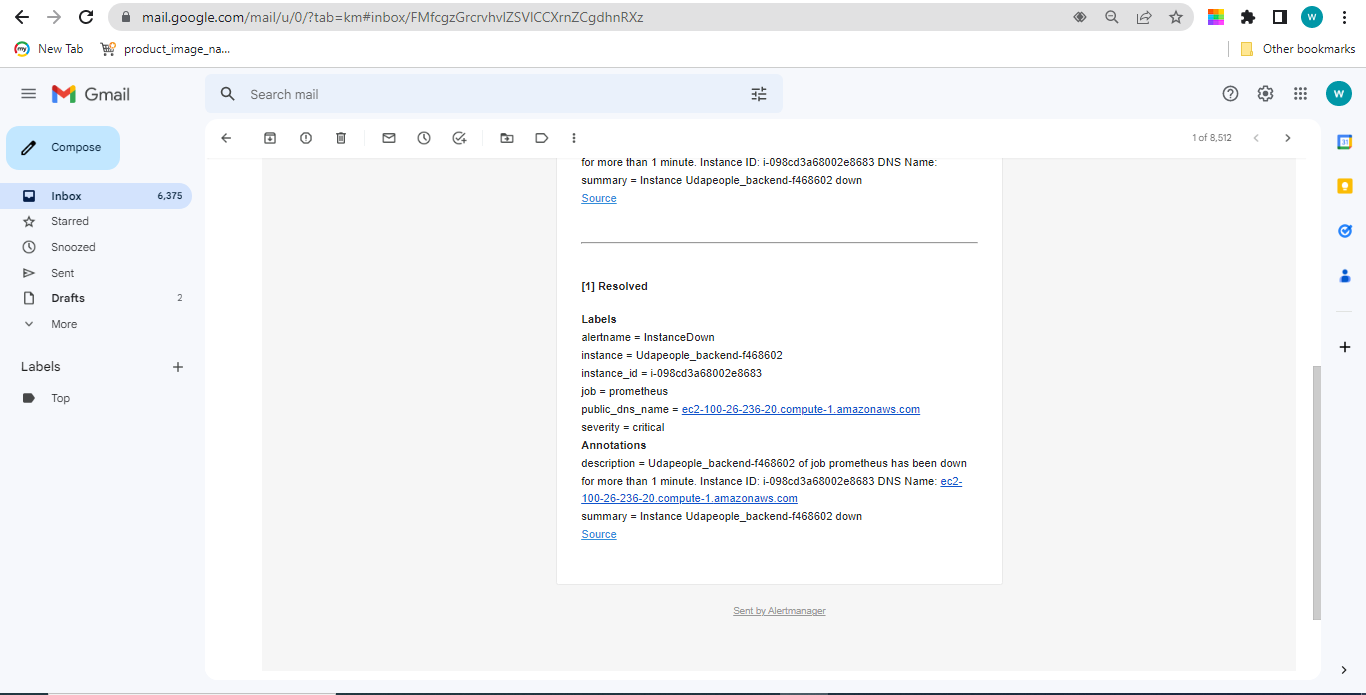 mail.google.com/mail/u/0/?tab=km#inbox/FMfcgzGrcrvhvlZSVlCCXrnZCgdhnRXz
W
my New Tab
product_image_na...
Other bookmarks
Gmail
Search mail
W
Compose
1 of 8,512
Inbox 6,375
Starred
Snoozed
Sent
Drafts 2
More
Labels
Top
31
for more than 1 minute. Instance ID: i-098cd3a68002e8683 DNS Name:
summary = Instance Udapeople_backend-f468602 down
Source
[1] Resolved
Labels
alertname = InstanceDown
instance = Udapeople_backend-f468602
instance_id = i-098cd3a68002e8683
job = prometheus
public_dns_name = ec2-100-26-236-20.compute-1.amazonaws.com
severity = critical
Annotations
description = Udapeople_backend-f468602 of job prometheus has been down
for more than 1 minute. Instance ID: i-098cd3a68002e8683 DNS Name: ec2-
100-26-236-20.compute-1.amazonaws.com
summary = Instance Udapeople_backend-f468602 down
Source
Sent by Alertmanager